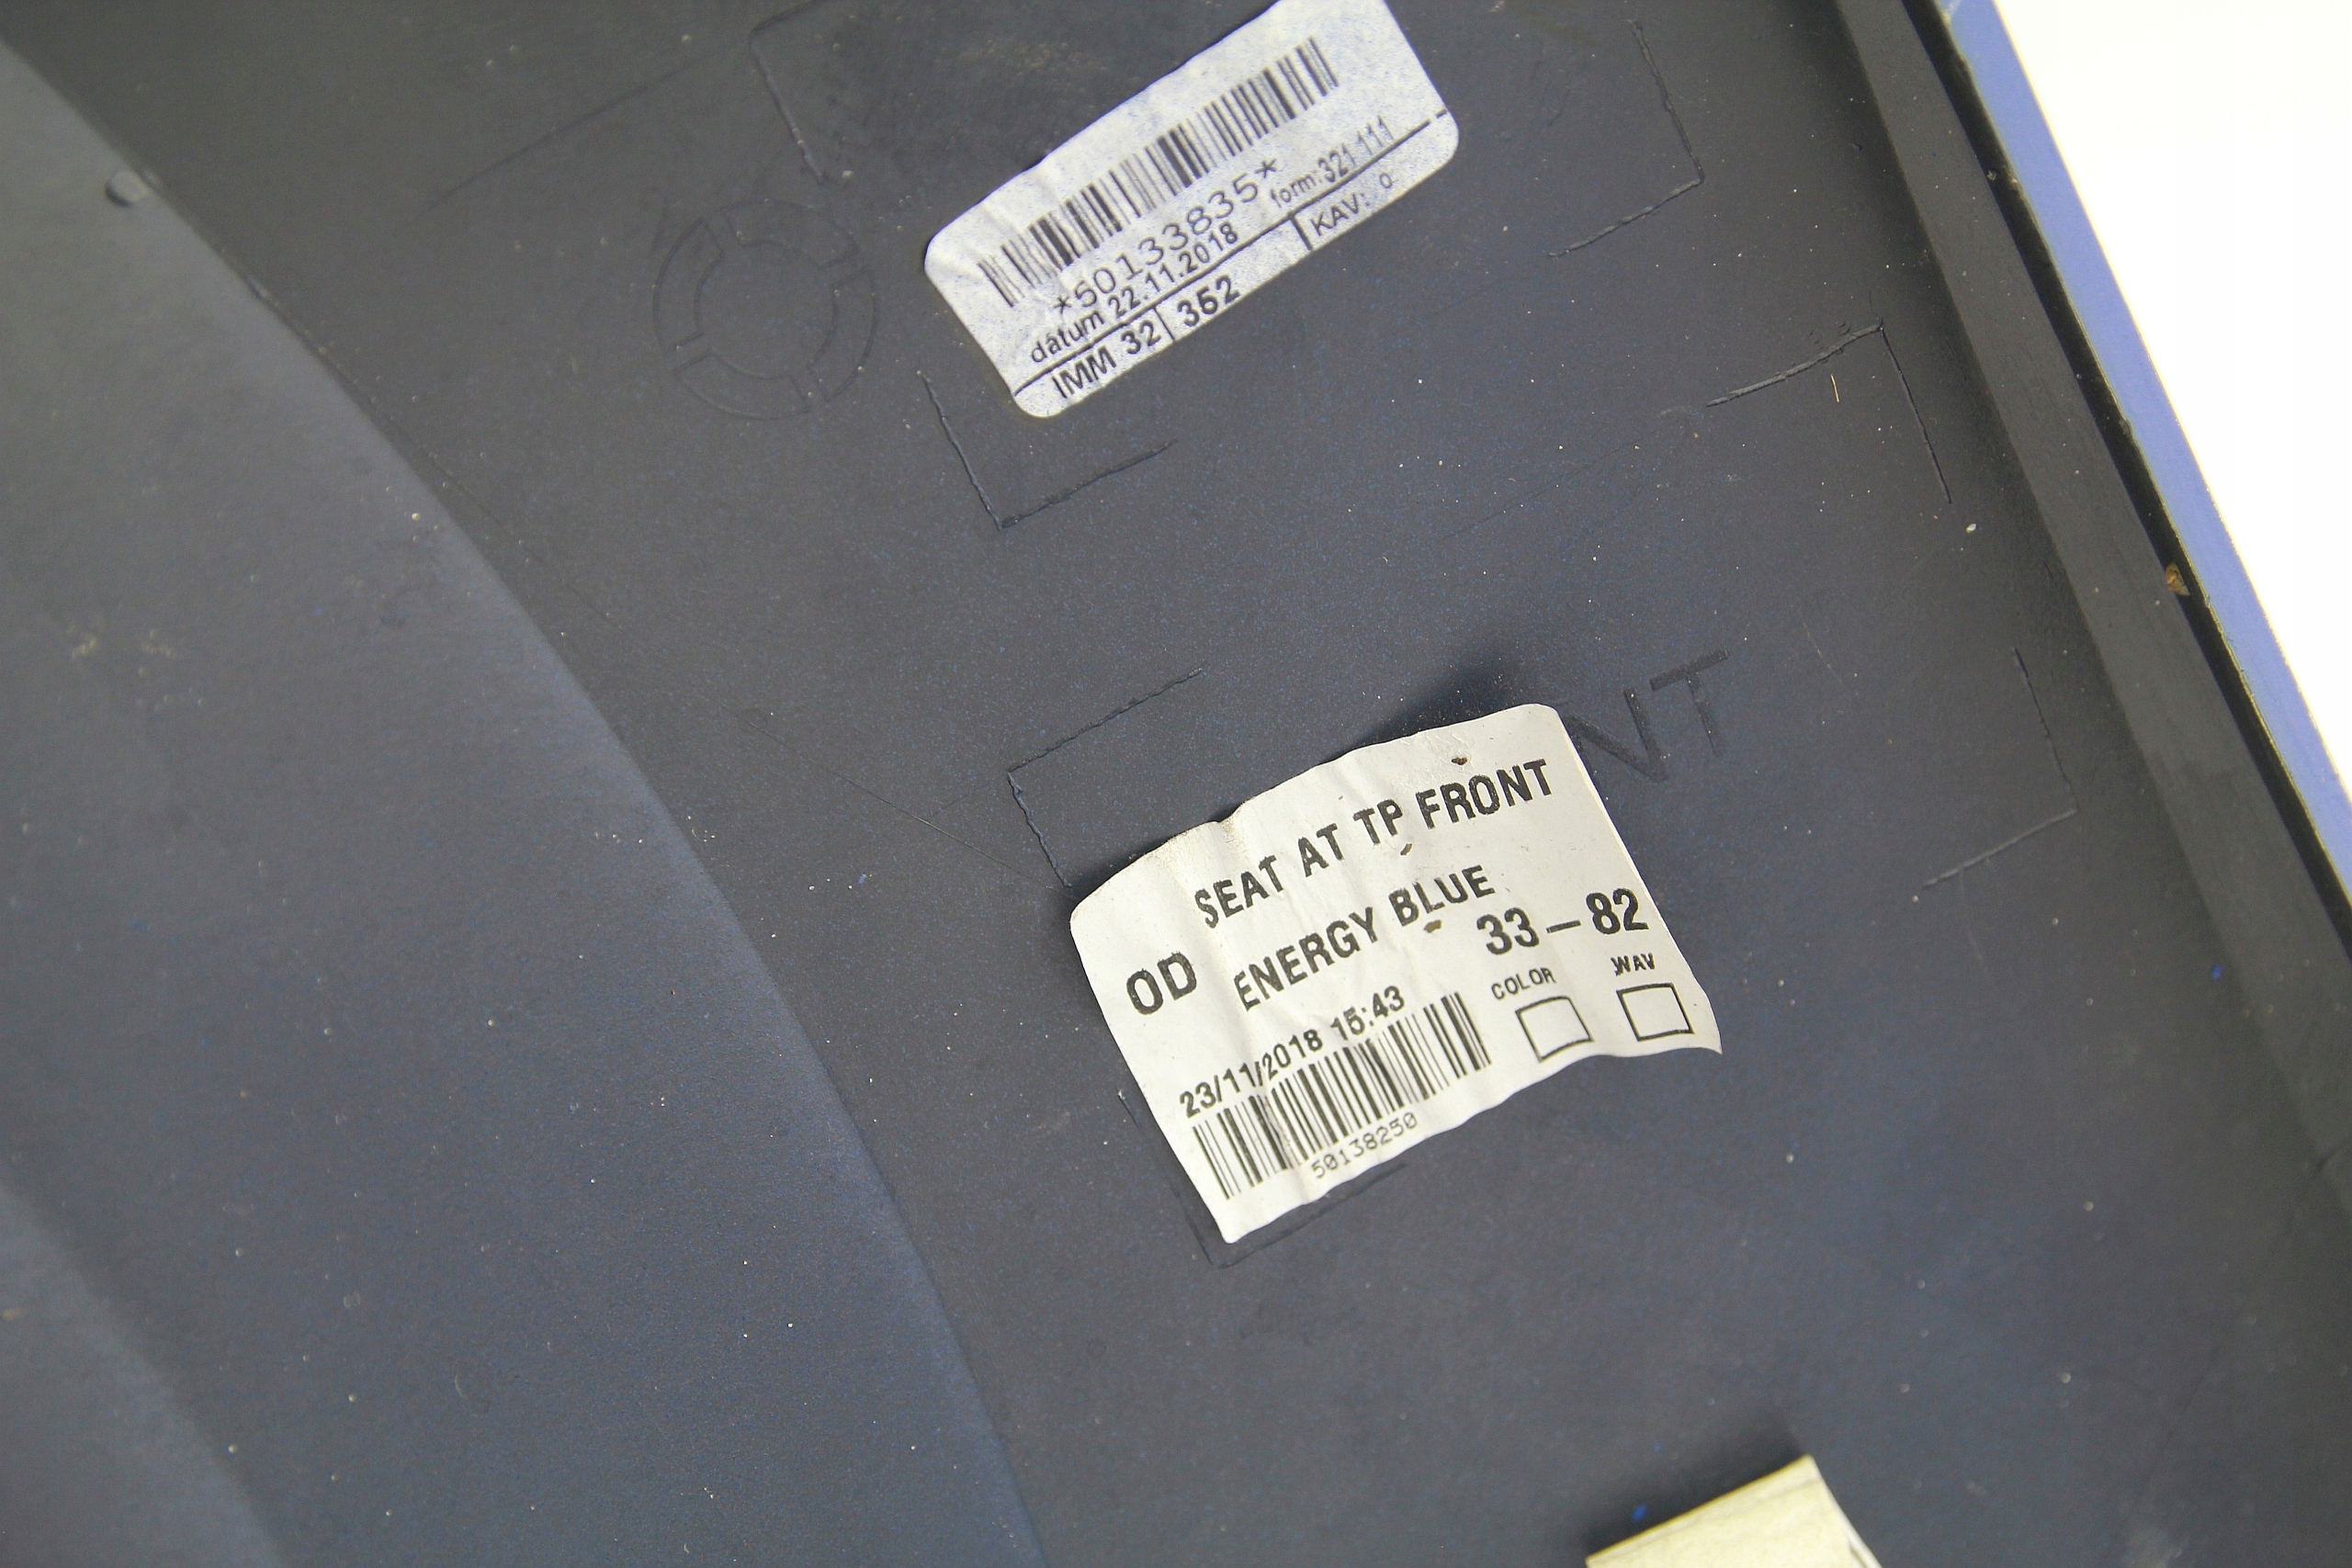 *50133835*
dátum 22.11.2018 form:321 111
IMM 32 352 KAV: 0
NT
SEAT AT TP FRONT
OD ENERGY BLUE
33-82
23/11/2018 15:43 COLOR WAV
50138250